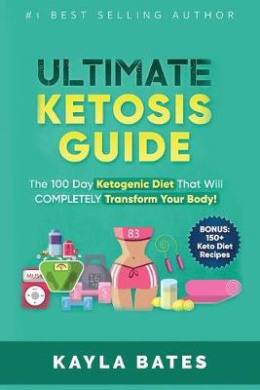 #1 BEST SELLING AUTHOR
ULTIMATE
KETOSIS
GUIDE
The 100 Day Ketogenic Diet That Will
COMPLETELY Transform Your Body!
BONUS:
150+
Keto Diet
Recipes
83
MUSIC
KAYLA BATES